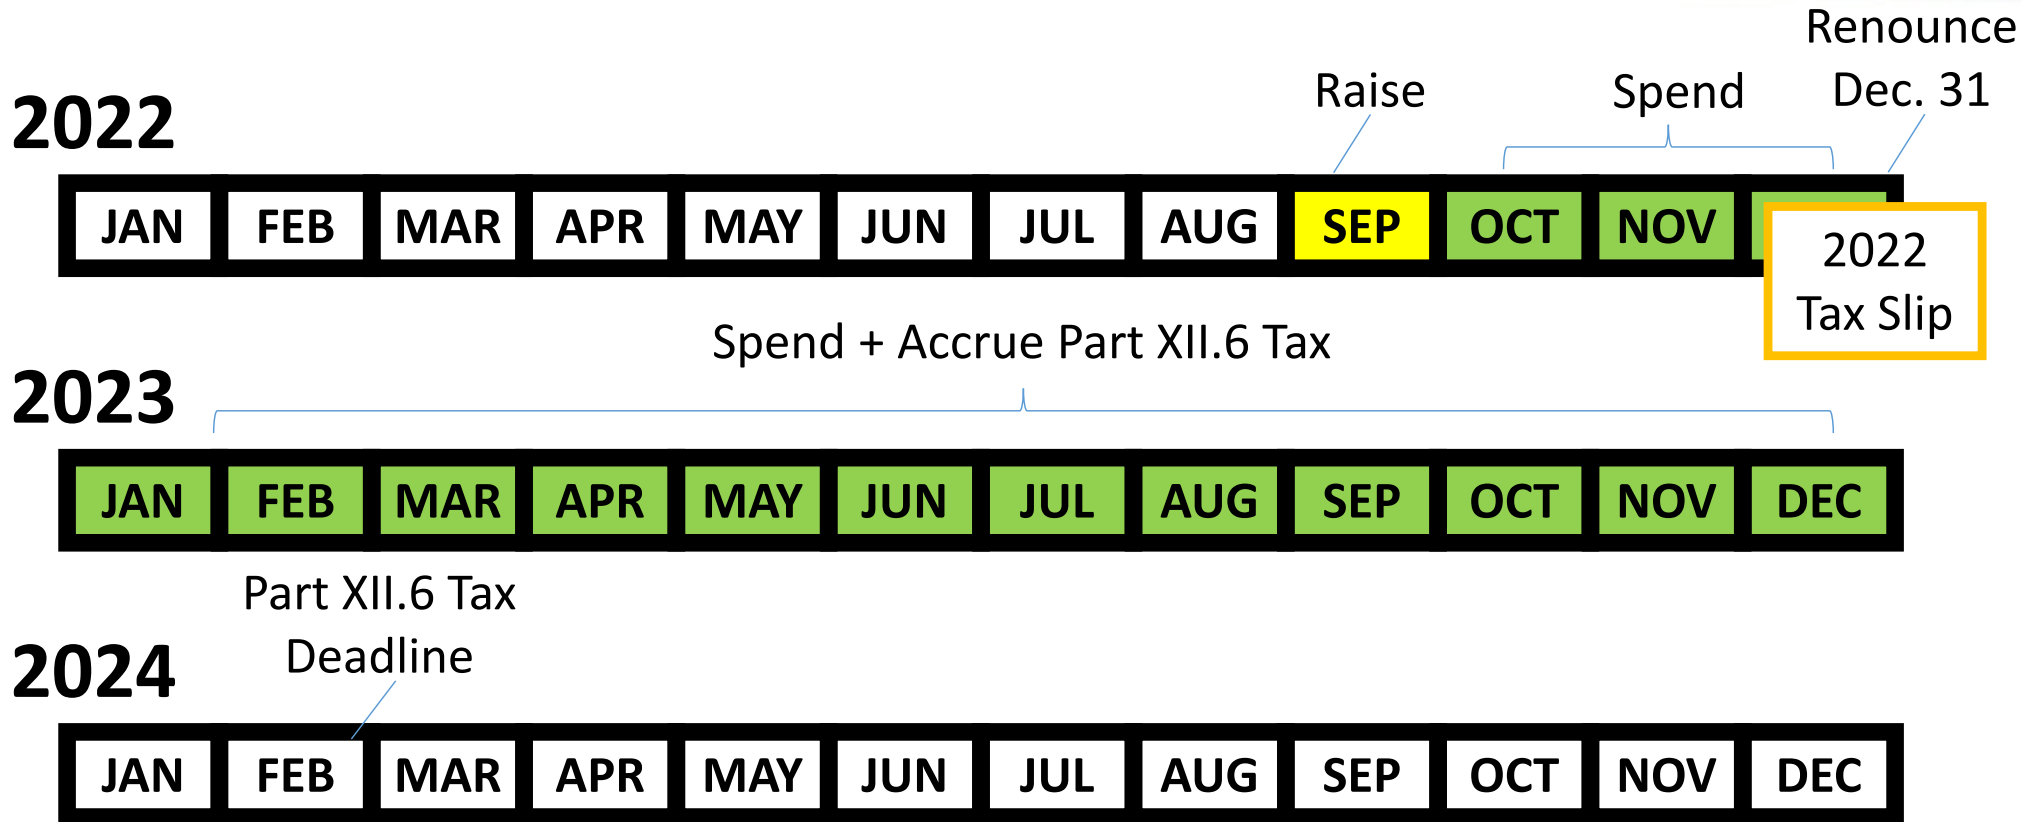 Renounce
Raise Spend Dec. 31
2022
JAN FEB MAR APR MAY JUN JUL AUG SEP OCT NOV
2022
Tax Slip
Spend + Accrue Part XII.6 Tax
2023
JAN FEB MAR APR MAY JUN JUL AUG SEP OCT NOV DEC
Part XII.6 Tax
Deadline
2024
JAN FEB MAR APR MAY JUN JUL AUG SEP OCT NOV DEC